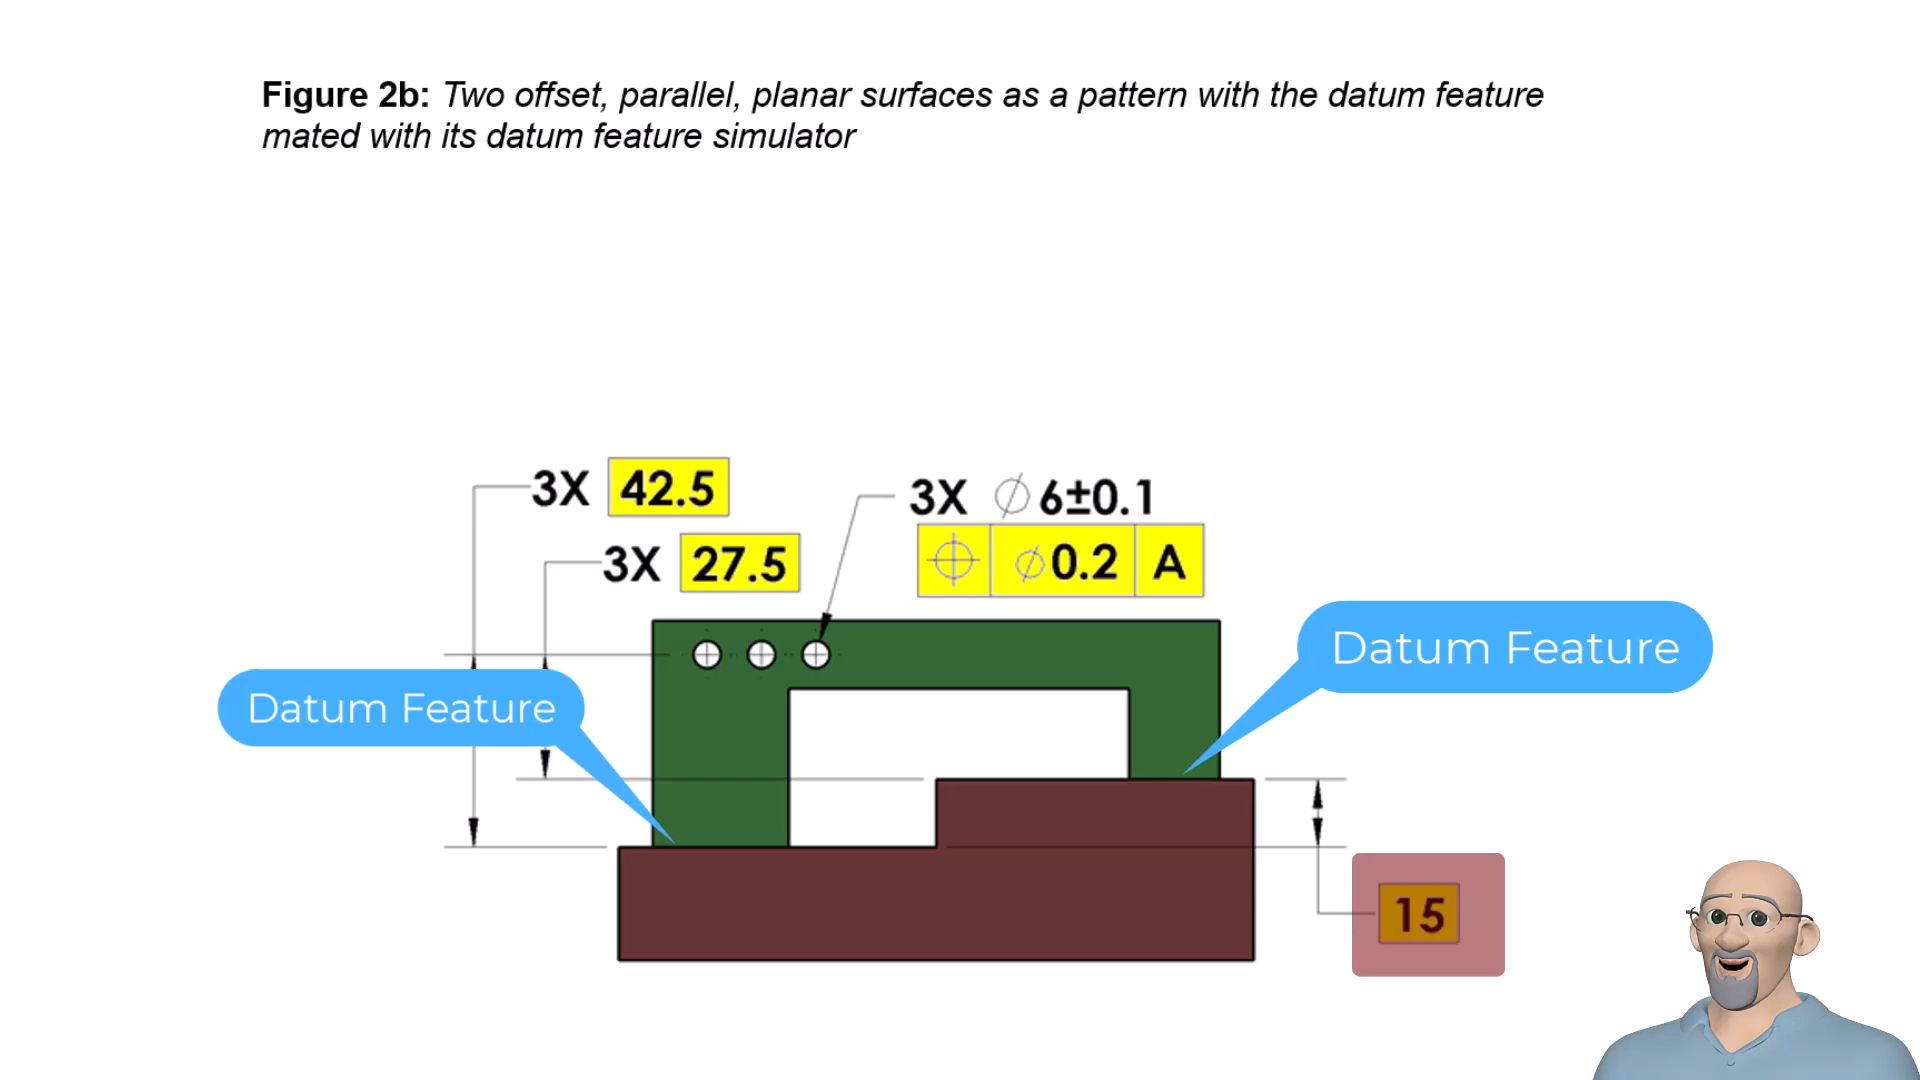 Figure 2b: Two offset, parallel, planar surfaces as a pattern with the datum feature
mated with its datum feature simulator
3X 42.5
3X ∅ 6±0.1
3X 27.5
⌖ ∅0.2 A
Datum Feature
Datum Feature
15